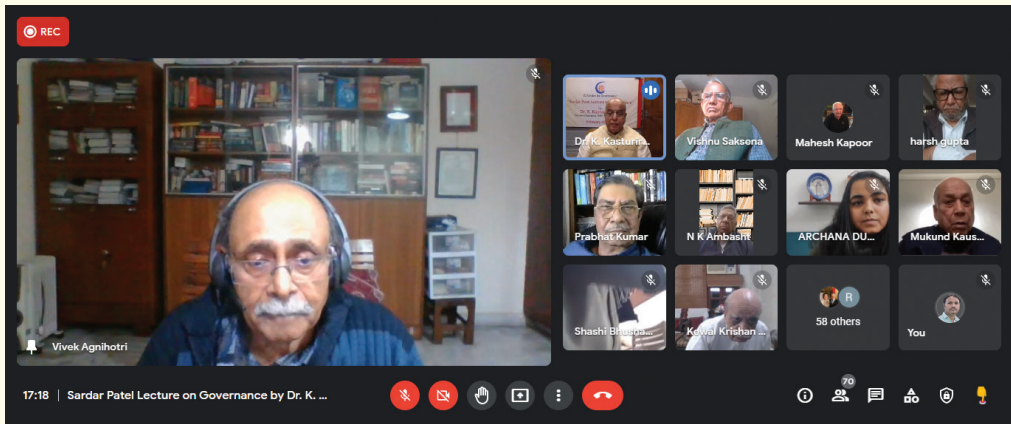 REC
Vivek Agnihotri
Dr. K. Kasturir...
Vishnu Saksena
Mahesh Kapoor
harsh gupta
Prabhat Kumar
N K Ambasht
ARCHANA DU...
Mukund Kaus...
Shashi Bhusha...
Kewal Krishan ...
R
58 others
You
17:18 | Sardar Patel Lecture on Governance by Dr. K. ...
70